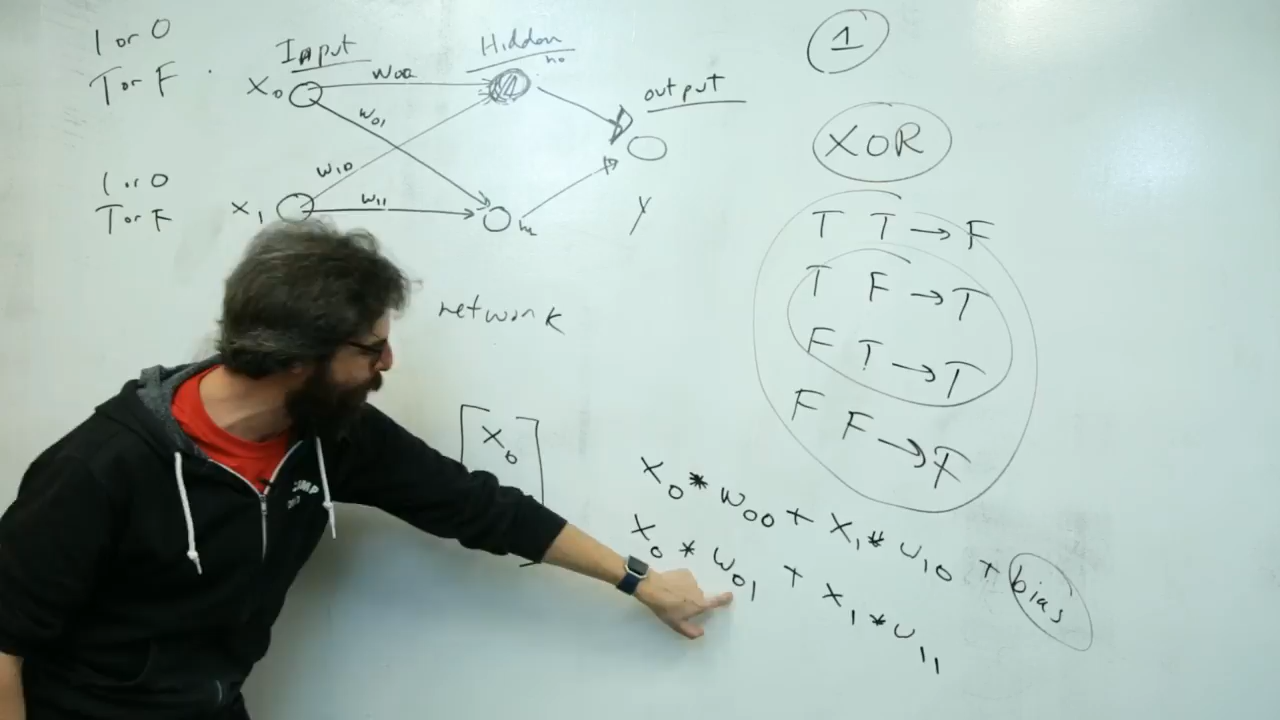 1 or 0
T or F
Input
Hidden
h0
X0
W00
W01
output
W10
1 or 0
T or F
X1
W11
Y
network
X0
1
XOR
T T → F
T F → T
F T → T
F F → F
X0 * W00 + X1 * W10 + bias
X0 * W01 + X1 * W11